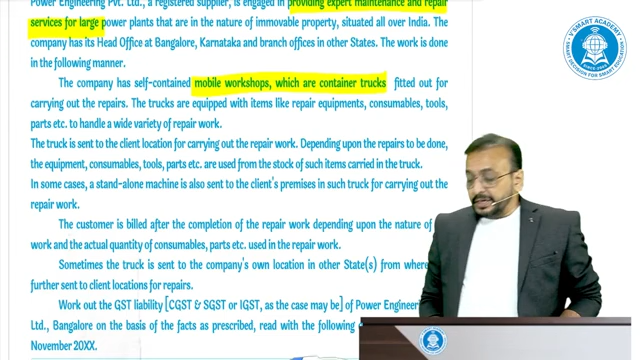 Power Engineering Pvt. Ltd., a registered supplier, is engaged in providing expert maintenance and repair
services for large power plants that are in the nature of immovable property, situated all over India. The
company has its Head Office at Bangalore, Karnataka and branch offices in other States. The work is done
in the following manner.
The company has self-contained mobile workshops, which are container trucks fitted out for
carrying out the repairs. The trucks are equipped with items like repair equipments, consumables, tools,
parts etc. to handle a wide variety of repair work.
The truck is sent to the client location for carrying out the repair work. Depending upon the repairs to be done,
the equipment, consumables, tools, parts etc. are used from the stock of such items carried in the truck.
In some cases, a stand-alone machine is also sent to the client's premises in such truck for carrying out the
repair work.
The customer is billed after the completion of the repair work depending upon the nature of
work and the actual quantity of consumables, parts etc. used in the repair work.
Sometimes the truck is sent to the company's own location in other State(s) from where
further sent to client locations for repairs.
Work out the GST liability [CGST & SGST or IGST, as the case may be] of Power Engineer
Ltd., Bangalore on the basis of the facts as prescribed, read with the following
November 20XX.
V SMART ACADEMY
SMART DECISION FOR SMART EDUCATION